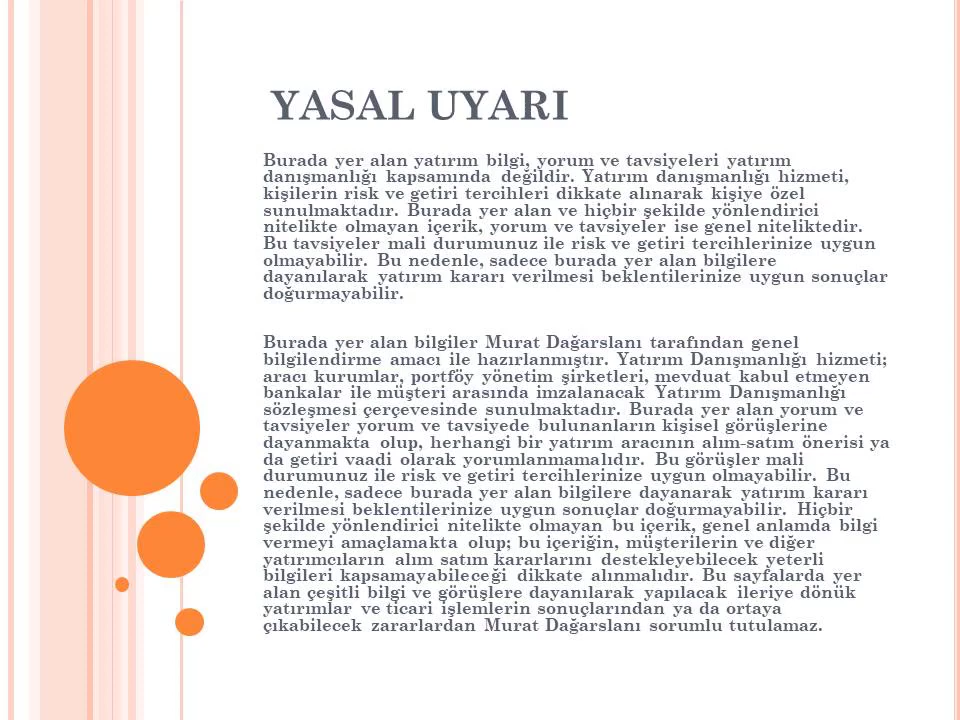 YASAL UYARI
Burada yer alan yatırım bilgi, yorum ve tavsiyeleri yatırım
danışmanlığı kapsamında değildir. Yatırım danışmanlığı hizmeti,
kişilerin risk ve getiri tercihleri dikkate alınarak kişiye özel
sunulmaktadır. Burada yer alan ve hiçbir şekilde yönlendirici
nitelikte olmayan içerik, yorum ve tavsiyeler ise genel niteliktedir.
Bu tavsiyeler mali durumunuz ile risk ve getiri tercihlerinize uygun
olmayabilir. Bu nedenle, sadece burada yer alan bilgilere
dayanılarak yatırım kararı verilmesi beklentilerinize uygun sonuçlar
doğurmayabilir.
Burada yer alan bilgiler Murat Dağarslanı tarafından genel
bilgilendirme amacı ile hazırlanmıştır. Yatırım Danışmanlığı hizmeti;
aracı kurumlar, portföy yönetim şirketleri, mevduat kabul etmeyen
bankalar ile müşteri arasında imzalanacak Yatırım Danışmanlığı
sözleşmesi çerçevesinde sunulmaktadır. Burada yer alan yorum ve
tavsiyeler yorum ve tavsiyede bulunanların kişisel görüşlerine
dayanmakta olup, herhangi bir yatırım aracının alım-satım önerisi ya
da getiri vaadi olarak yorumlanmamalıdır. Bu görüşler mali
durumunuz ile risk ve getiri tercihlerinize uygun olmayabilir. Bu
nedenle, sadece burada yer alan bilgilere dayanarak yatırım kararı
verilmesi beklentilerinize uygun sonuçlar doğurmayabilir. Hiçbir
şekilde yönlendirici nitelikte olmayan bu içerik, genel anlamda bilgi
vermeyi amaçlamakta olup; bu içeriğin, müşterilerin ve diğer
yatırımcıların alım satım kararlarını destekleyebilecek yeterli
bilgileri kapsamayabileceği dikkate alınmalıdır. Bu sayfalarda yer
alan çeşitli bilgi ve görüşlere dayanılarak yapılacak ileriye dönük
yatırımlar ve ticari işlemlerin sonuçlarından ya da ortaya
çıkabilecek zararlardan Murat Dağarslanı sorumlu tutulamaz.